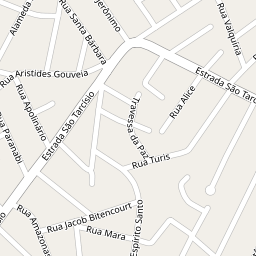 Alameda
Jerônimo
Rua Santa Bárbara
Rua Valquíria
Rua Aristides Gouveia
Estrada São Tarcísio
Rua Apolinário
Travessa da Paz
Rua Alice
Estrada São Tarc
Rua Paranabi
Rua Turis
Rua Amazonas
Rua Jacob Bitencourt
Rua Mara
Espírito Santo